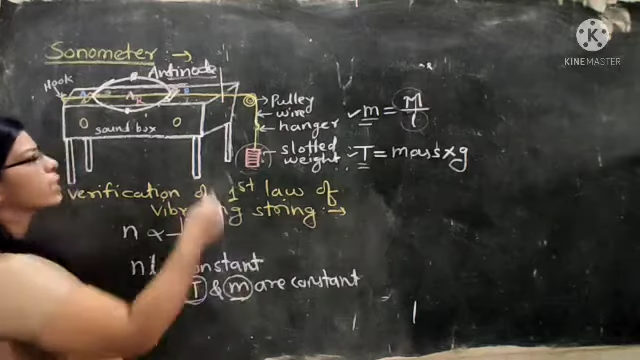 Sonometer →
Hook
Antinode
A
A
R
B
sound box
Pulley
wire
hanger
slotted
weight
✓ m = M/l
✓ T = mass x g
verification of 1st law of
string :→
n ∝
nl constant
T & m are constant
KINEMASTER